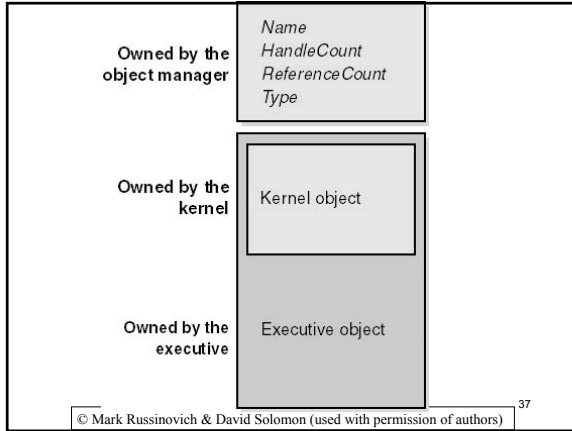 Name
HandleCount
ReferenceCount
Type
Owned by the
object manager
Owned by the
kernel
Kernel object
Owned by the
executive
Executive object
37
© Mark Russinovich & David Solomon (used with permission of authors)